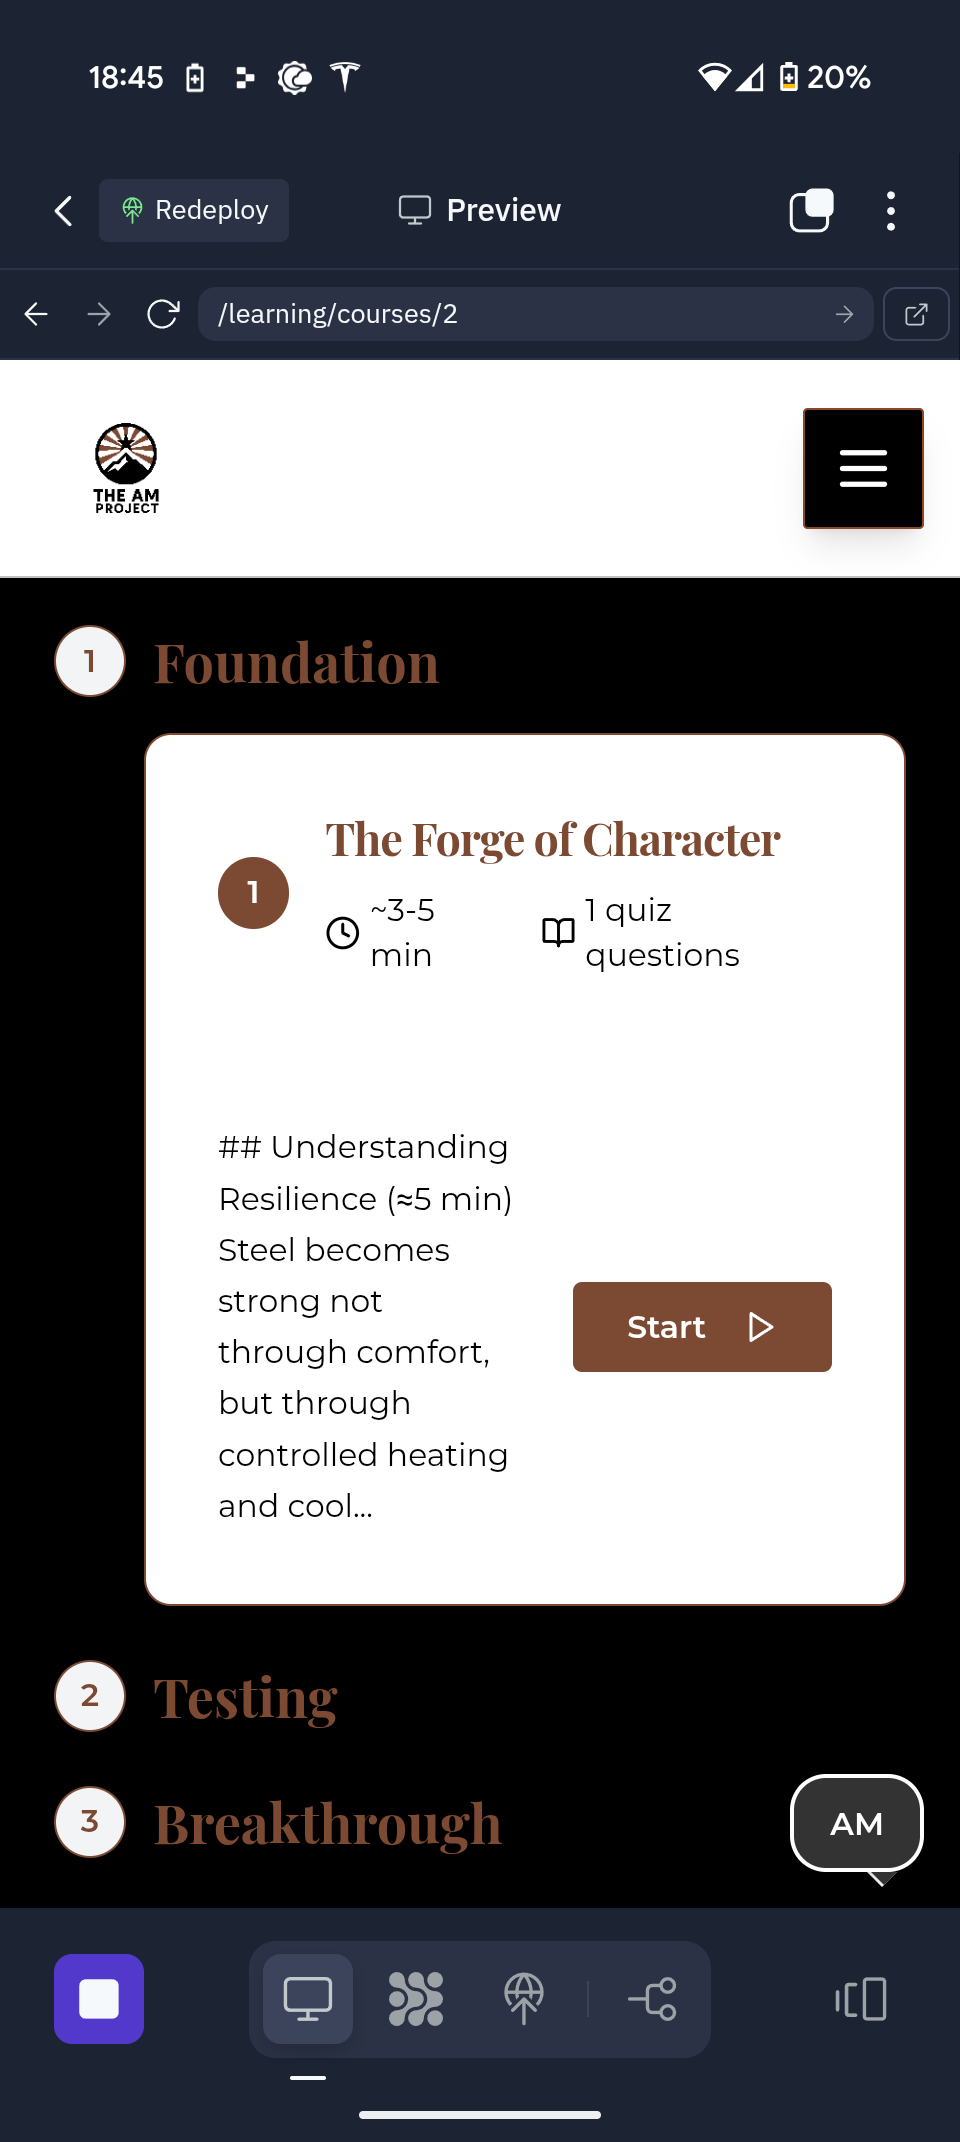 18:45
20%
Redeploy
Preview
/learning/courses/2
THE AM
PROJECT
1
Foundation
The Forge of Character
1
~3-5
min
1 quiz
questions
## Understanding
Resilience (≈5 min)
Steel becomes
strong not
through comfort,
but through
controlled heating
and cool...
Start
2
Testing
3
Breakthrough
AM